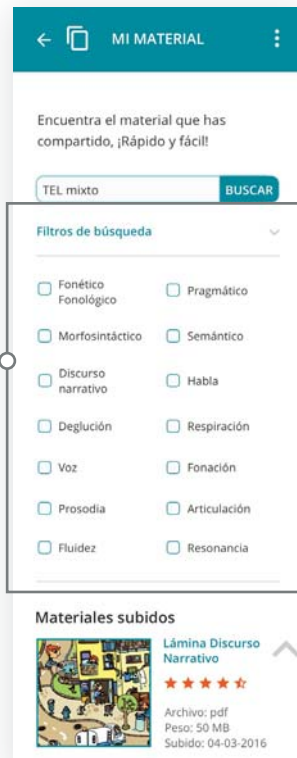 MI MATERIAL
Encuentra el material que has
compartido, ¡Rápido y fácil!
TEL mixto
BUSCAR
Filtros de búsqueda
Fonético
Fonológico
Pragmático
Morfosintáctico
Semántico
Discurso
narrativo
Habla
Deglución
Respiración
Voz
Fonación
Prosodia
Articulación
Fluidez
Resonancia
Materiales subidos
Lámina Discurso
Narrativo
Archivo: pdf
Peso: 50 MB
Subido: 04-03-2016